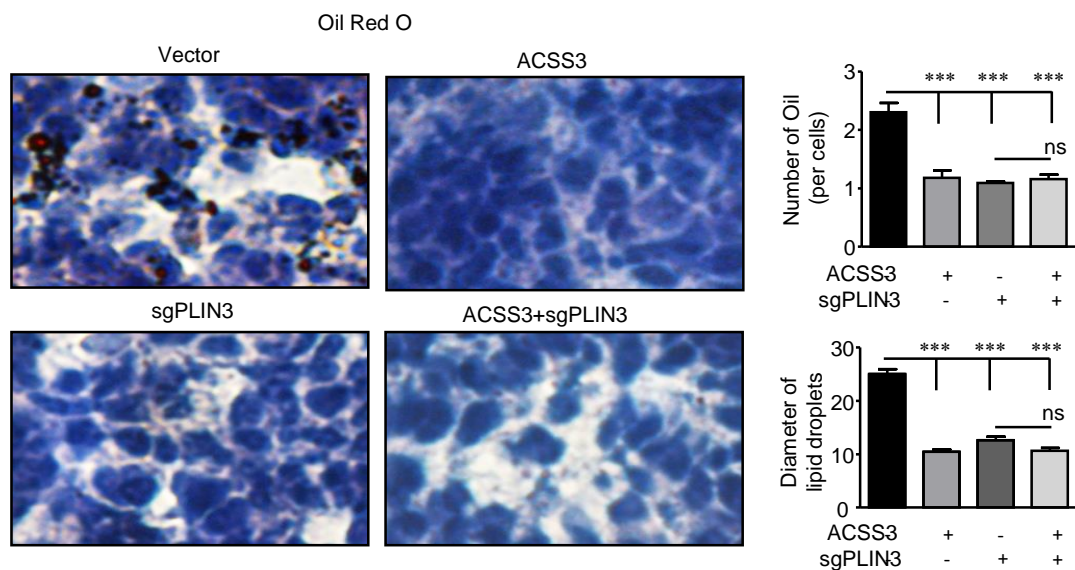 Oil Red O
Vector
ACSS3
sgPLIN3
ACSS3+sgPLIN3
Number of Oil
(per cells)
3
2
1
0
*** *** ***
ns
ACSS3 - + - +
sgPLIN3 - - + +
Diameter of
lipid droplets
30
20
10
0
*** *** ***
ns
ACSS3 - + - +
sgPLIN3 - - + +